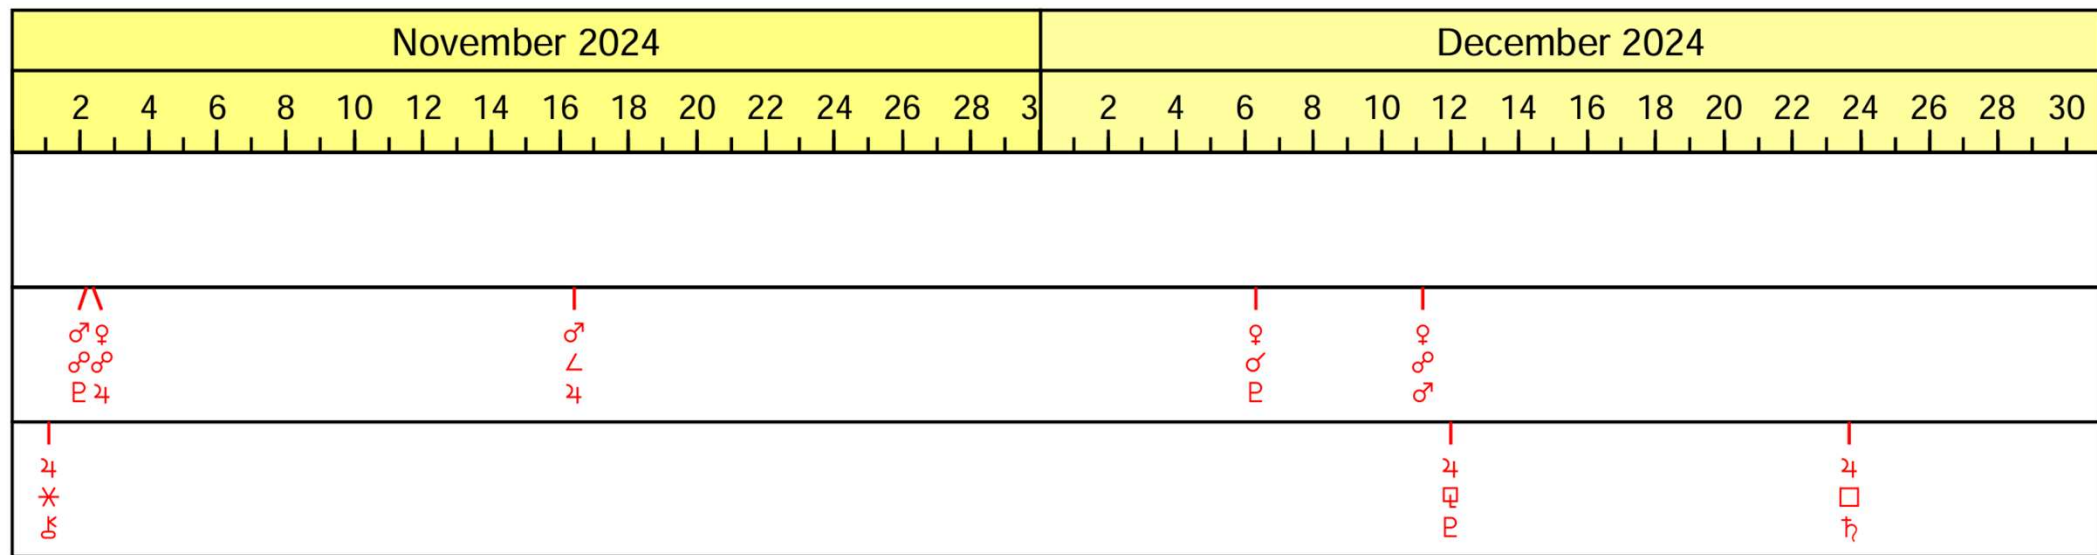 November 2024 December 2024
2 4 6 8 10 12 14 16 18 20 22 24 26 28 3 2 4 6 8 10 12 14 16 18 20 22 24 26 28 30
♂ ♀ ♂ ♀ ♀
☍ ☍ ∠ ☌ ☍
♇ ♃ ♃ ♇ ♂
♃ ♃ ♃
⚹ ⚼ □
⚷ ♇ ♄